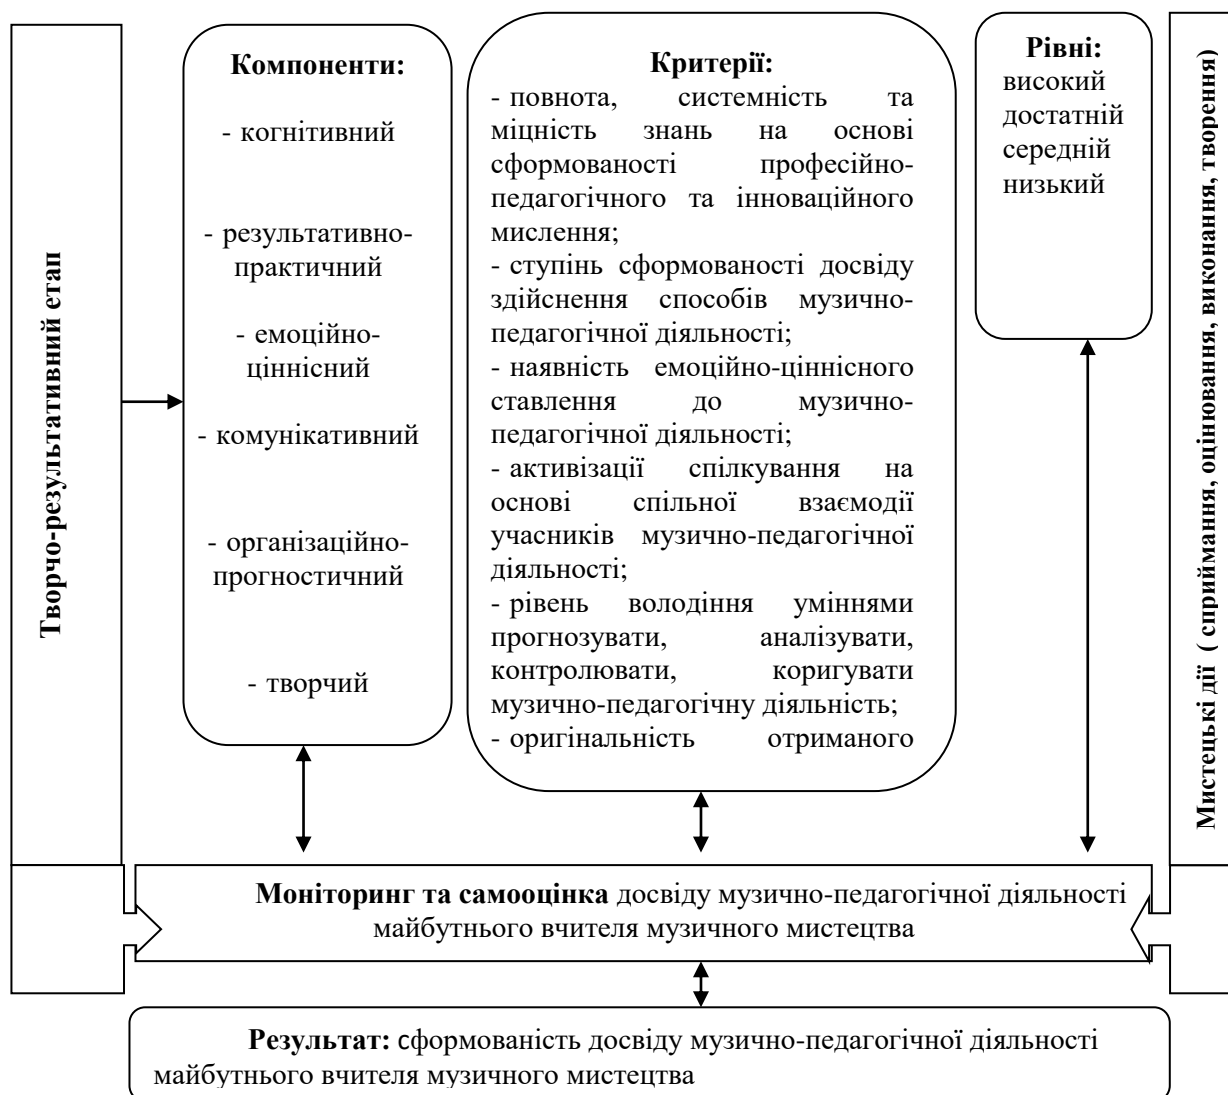 Творчо-результативний етап
Компоненти:
- когнітивний
- результативно-
практичний
- емоційно-
ціннісний
- комунікативний
- організаційно-
прогностичний
- творчий
Критерії:
- повнота, системність та
міцність знань на основі
сформованості професійно-
педагогічного та інноваційного
мислення;
- ступінь сформованості досвіду
здійснення способів музично-
педагогічної діяльності;
- наявність емоційно-ціннісного
ставлення до музично-
педагогічної діяльності;
- активізації спілкування на
основі спільної взаємодії
учасників музично-педагогічної
діяльності;
- рівень володіння уміннями
прогнозувати, аналізувати,
контролювати, коригувати
музично-педагогічну діяльність;
- оригінальність отриманого
Рівні:
високий
достатній
середній
низький
Мистецькі дії ( сприймання, оцінювання, виконання, творення)
Моніторинг та самооцінка досвіду музично-педагогічної діяльності
майбутнього вчителя музичного мистецтва
Результат: сформованість досвіду музично-педагогічної діяльності
майбутнього вчителя музичного мистецтва